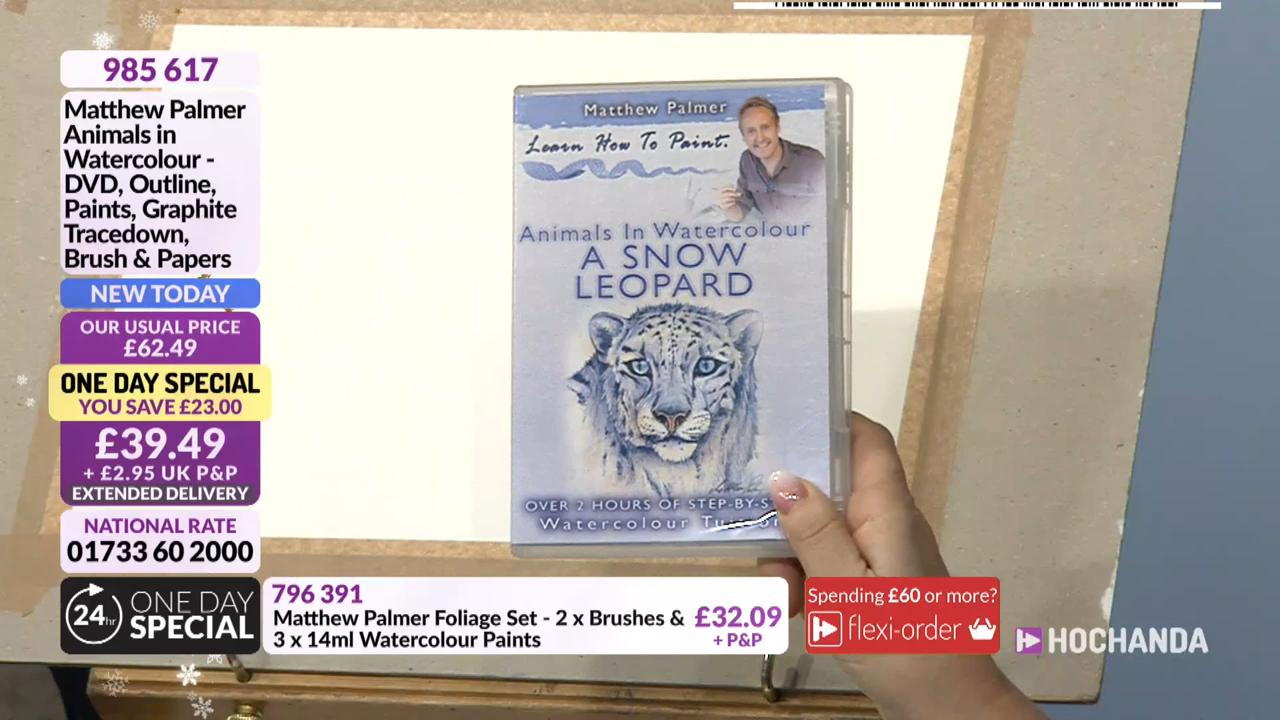 985 617
Matthew Palmer
Animals in
Watercolour -
DVD, Outline,
Paints, Graphite
Tracedown,
Brush & Papers
NEW TODAY
OUR USUAL PRICE
£62.49
ONE DAY SPECIAL
YOU SAVE £23.00
£39.49
+ £2.95 UK P&P
EXTENDED DELIVERY
NATIONAL RATE
01733 60 2000
24hr ONE DAY
SPECIAL
796 391
Matthew Palmer Foliage Set - 2 x Brushes &
3 x 14ml Watercolour Paints
£32.09
+ P&P
Spending £60 or more?
flexi-order
HOCHANDA
Matthew Palmer
Learn How To Paint.
Animals In Watercolour
A SNOW
LEOPARD
OVER 2 HOURS OF STEP-BY-S
Watercolour